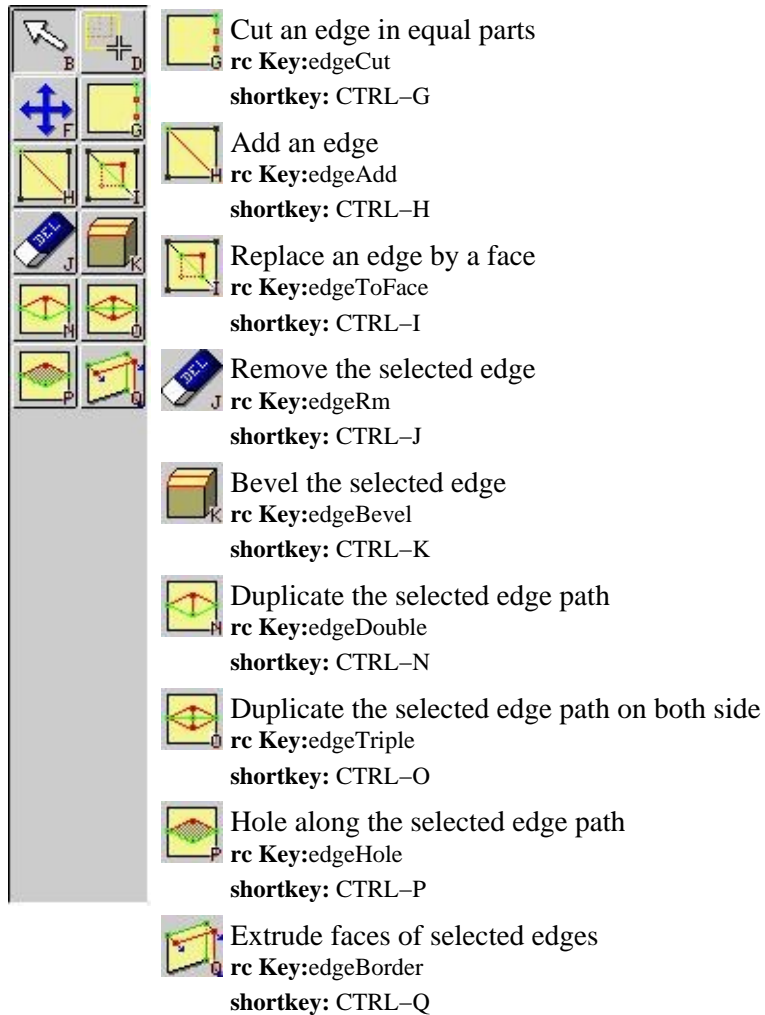 B D
F G
H I
DEL J K
N O
P Q
G Cut an edge in equal parts
rc Key:edgeCut
shortkey: CTRL−G
H Add an edge
rc Key:edgeAdd
shortkey: CTRL−H
I Replace an edge by a face
rc Key:edgeToFace
shortkey: CTRL−I
DEL J Remove the selected edge
rc Key:edgeRm
shortkey: CTRL−J
K Bevel the selected edge
rc Key:edgeBevel
shortkey: CTRL−K
N Duplicate the selected edge path
rc Key:edgeDouble
shortkey: CTRL−N
O Duplicate the selected edge path on both side
rc Key:edgeTriple
shortkey: CTRL−O
P Hole along the selected edge path
rc Key:edgeHole
shortkey: CTRL−P
Q Extrude faces of selected edges
rc Key:edgeBorder
shortkey: CTRL−Q